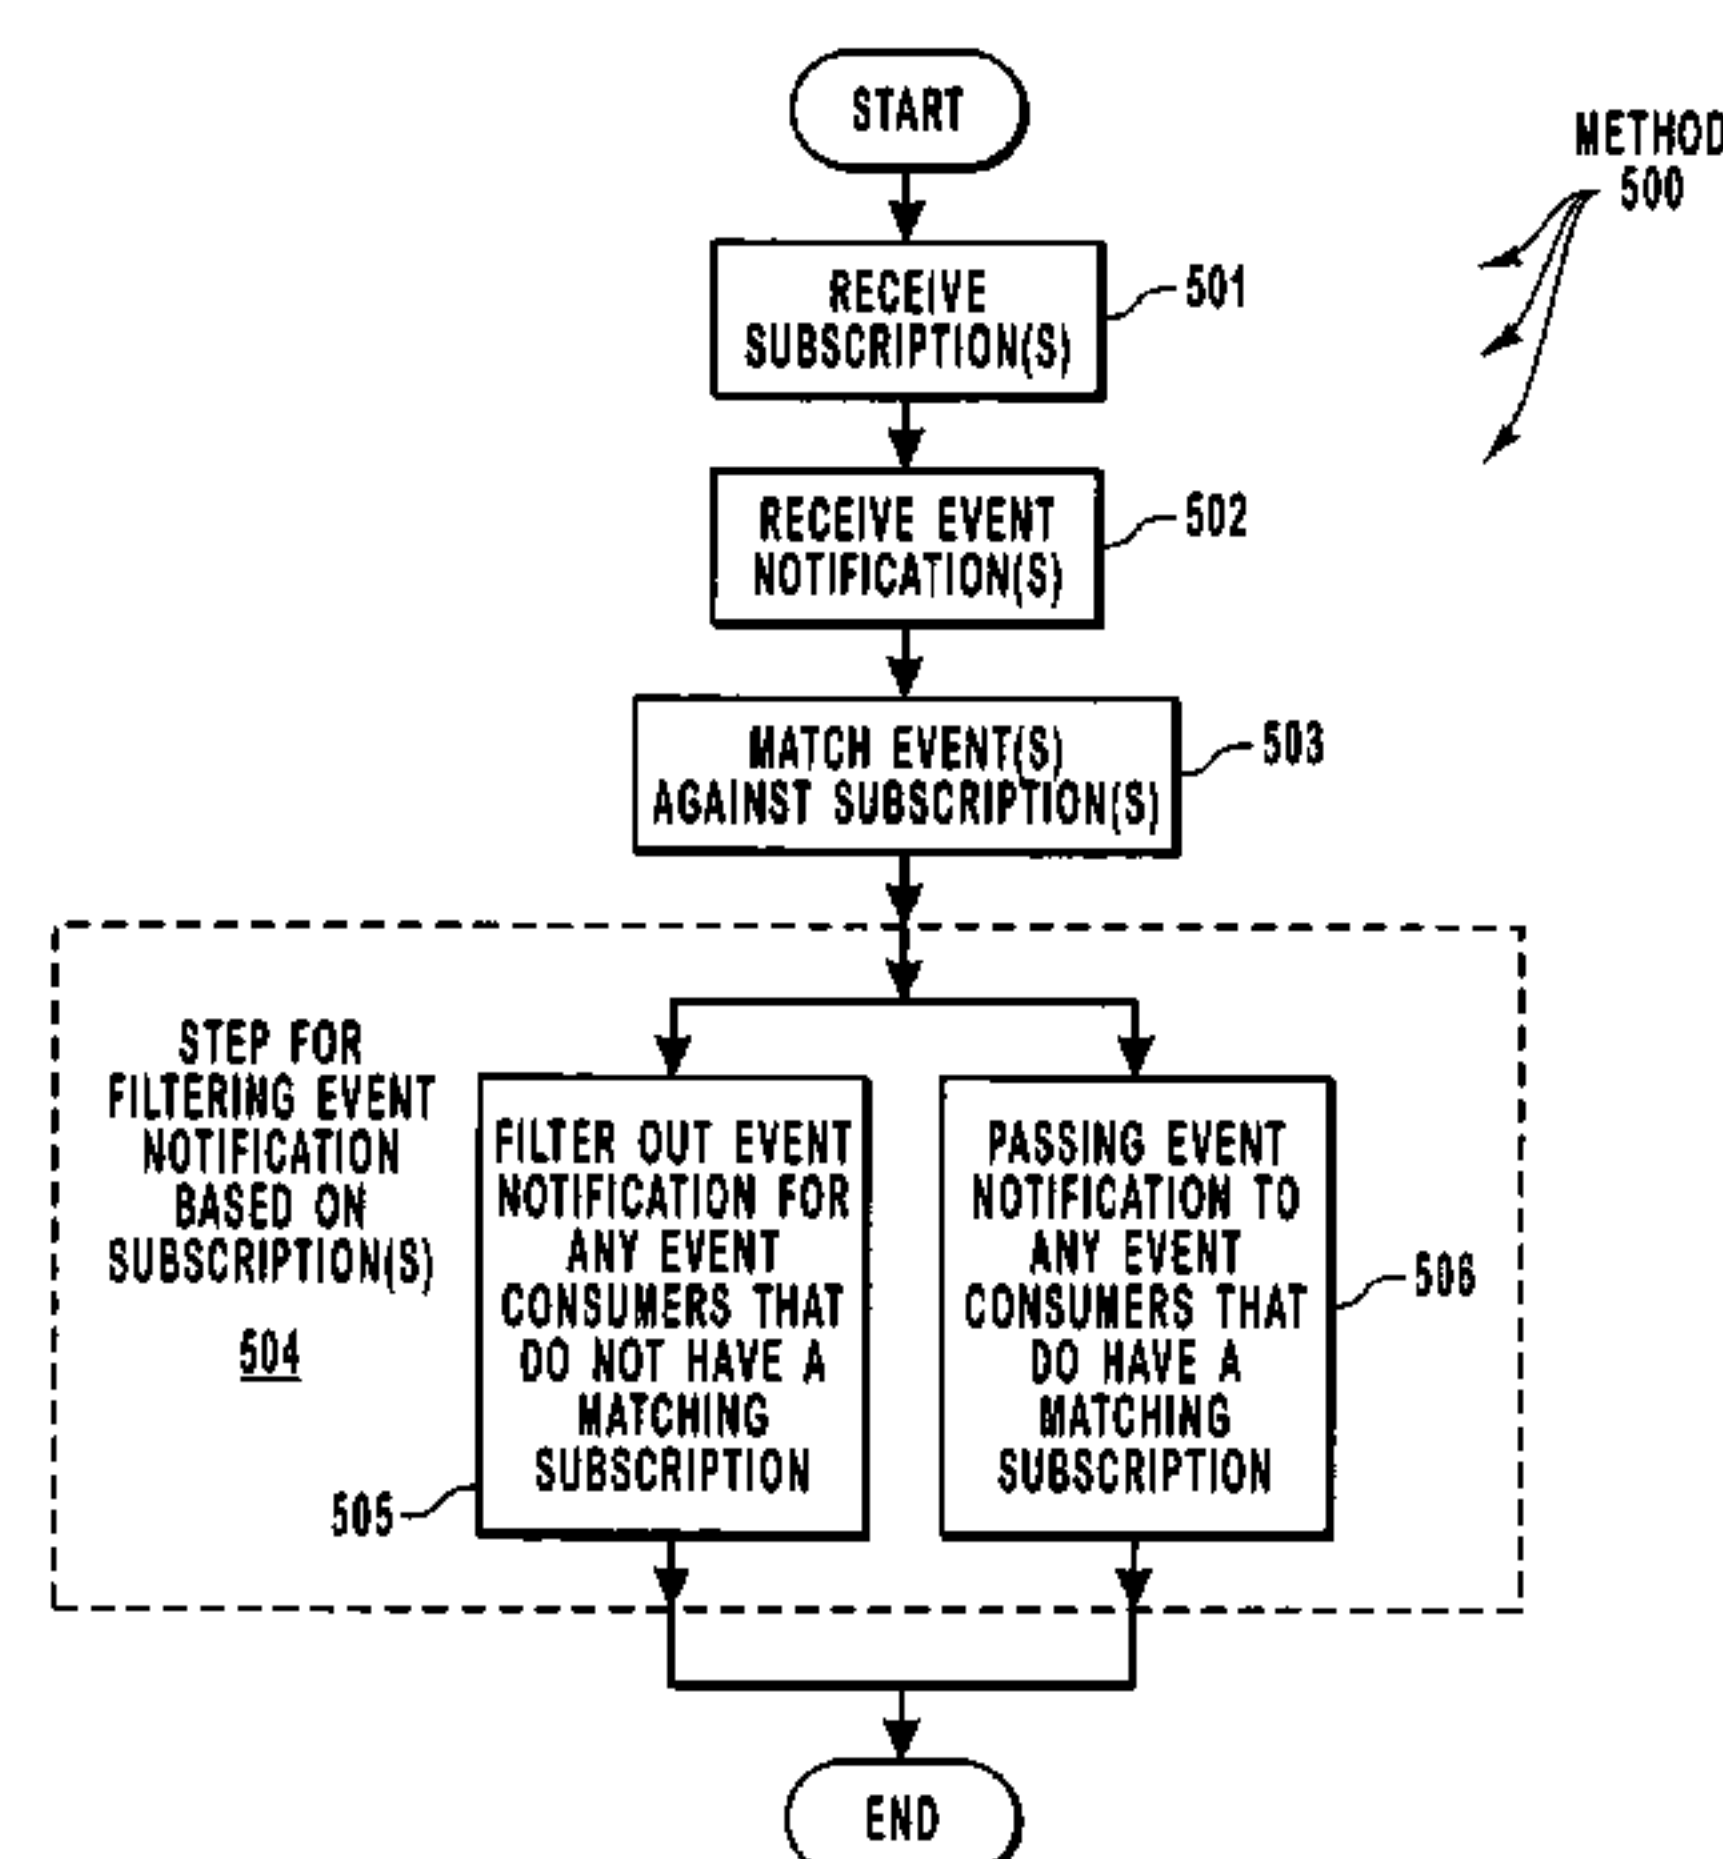 START
METHOD
500
RECEIVE
SUBSCRIPTION(S)
501
RECEIVE EVENT
NOTIFICATION(S)
502
MATCH EVENT(S)
AGAINST SUBSCRIPTION(S)
503
STEP FOR
FILTERING EVENT
NOTIFICATION
BASED ON
SUBSCRIPTION(S)
504
FILTER OUT EVENT
NOTIFICATION FOR
ANY EVENT
CONSUMERS THAT
DO NOT HAVE A
MATCHING
SUBSCRIPTION
505
PASSING EVENT
NOTIFICATION TO
ANY EVENT
CONSUMERS THAT
DO HAVE A
MATCHING
SUBSCRIPTION
506
END